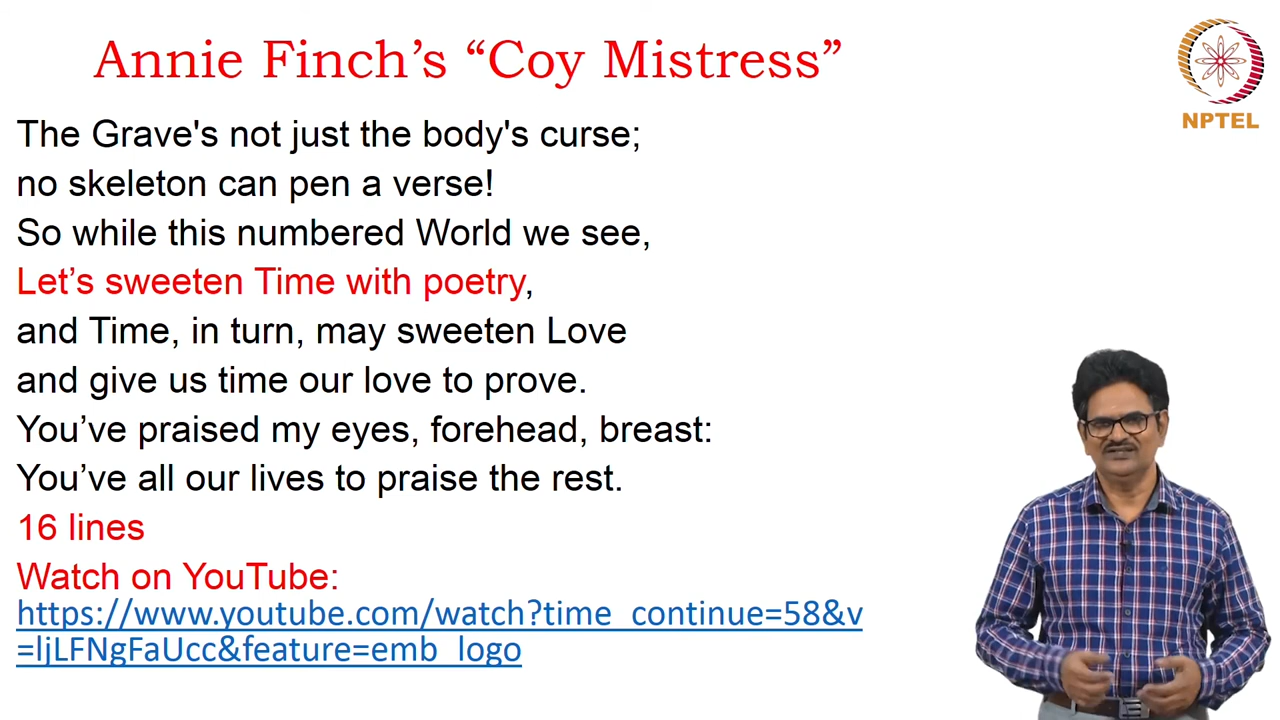 Annie Finch's “Coy Mistress”
NPTEL
The Grave's not just the body's curse;
no skeleton can pen a verse!
So while this numbered World we see,
Let’s sweeten Time with poetry,
and Time, in turn, may sweeten Love
and give us time our love to prove.
You’ve praised my eyes, forehead, breast:
You’ve all our lives to praise the rest.
16 lines
Watch on YouTube:
https://www.youtube.com/watch?time_continue=58&v
=ljLFNgFaUcc&feature=emb_logo